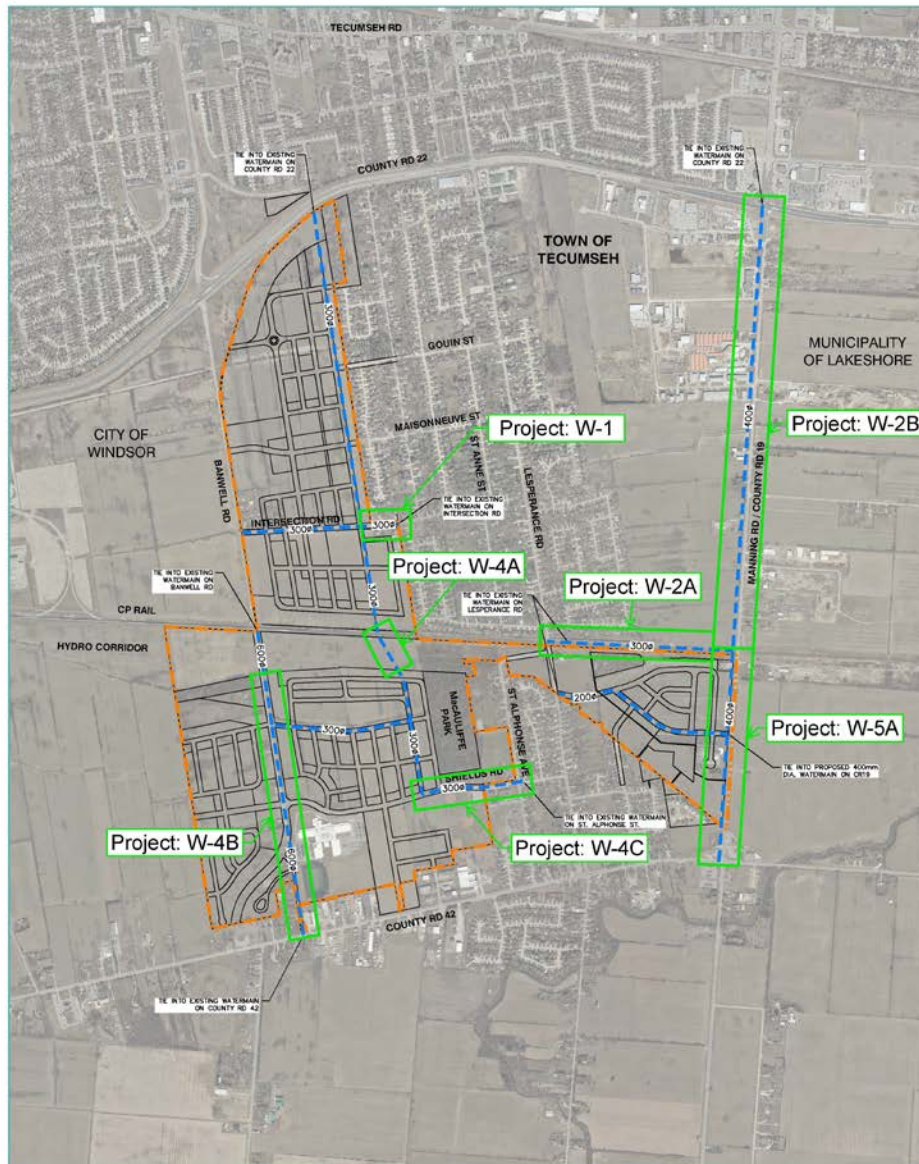 TECUMSEH RD
TIE INTO EXISTING
WATERMAIN ON
COUNTY RD 22
COUNTY RD 22
TIE INTO EXISTING
WATERMAIN ON
COUNTY RD 22
TOWN OF
TECUMSEH
300ø
GOUIN ST
MUNICIPALITY
OF LAKESHORE
MAISONNEUVE ST
Project: W-1
400ø
Project: W-2B
CITY OF
WINDSOR
ST ANNE ST
LESPERANCE RD
MANNING RD / COUNTY RD 19
BANWELL RD
INTERSECTION RD
300ø
300ø
TIE INTO EXISTING
WATERMAIN ON
INTERSECTION RD
TIE INTO EXISTING
WATERMAIN ON
BANWELL RD
300ø
Project: W-4A
Project: W-2A
CP RAIL
TIE INTO EXISTING
WATERMAIN ON
LESPERANCE RD
HYDRO CORRIDOR
600ø
300ø
MacAULIFFE
PARK
ST ALPHONSE AVE
200ø
400ø
Project: W-5A
300ø
300ø
TIE INTO PROPOSED 400mm
DIA. WATERMAIN ON CR19
SHIELDS RD
300ø
TIE INTO EXISTING WATERMAIN
ON ST. ALPHONSE ST.
Project: W-4B
600ø
Project: W-4C
COUNTY RD 42
TIE INTO EXISTING WATERMAIN
ON COUNTY RD 42